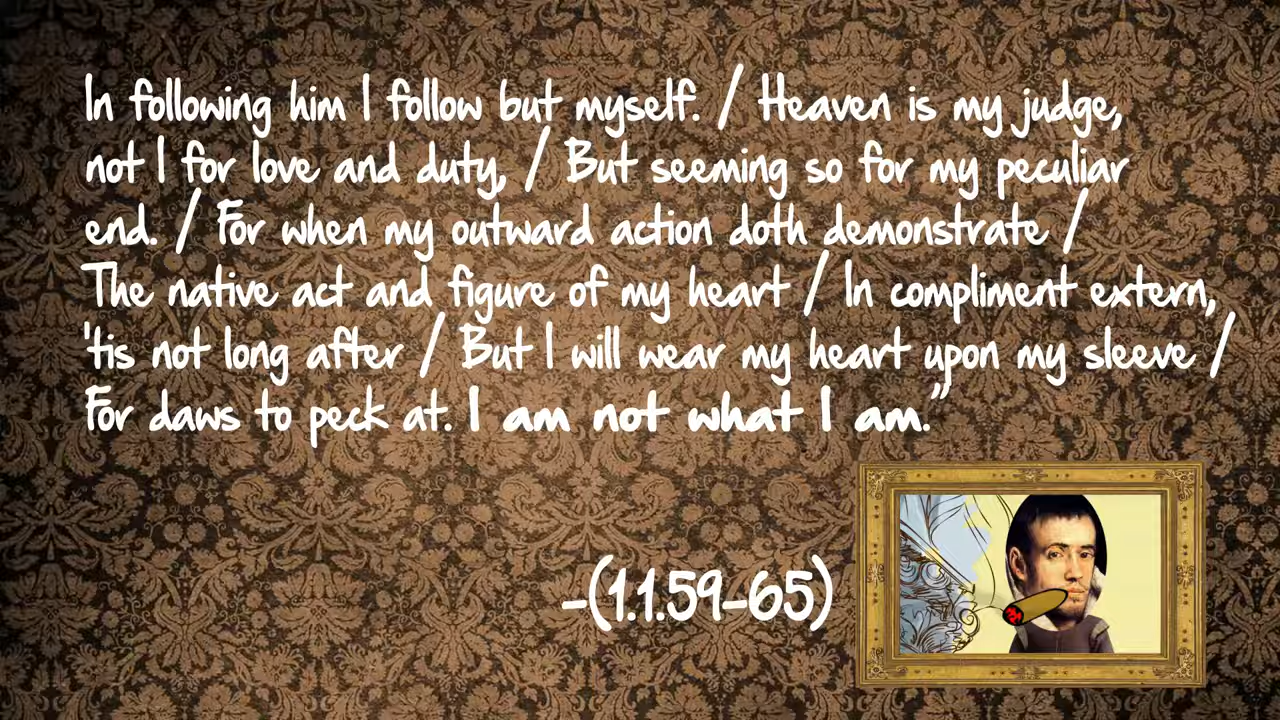 In following him I follow but myself. / Heaven is my judge,
not I for love and duty, / But seeming so for my peculiar
end. / For when my outward action doth demonstrate /
The native act and figure of my heart / In compliment extern,
'tis not long after / But I will wear my heart upon my sleeve /
For daws to peck at. I am not what I am.”
-(1.1.59-65)